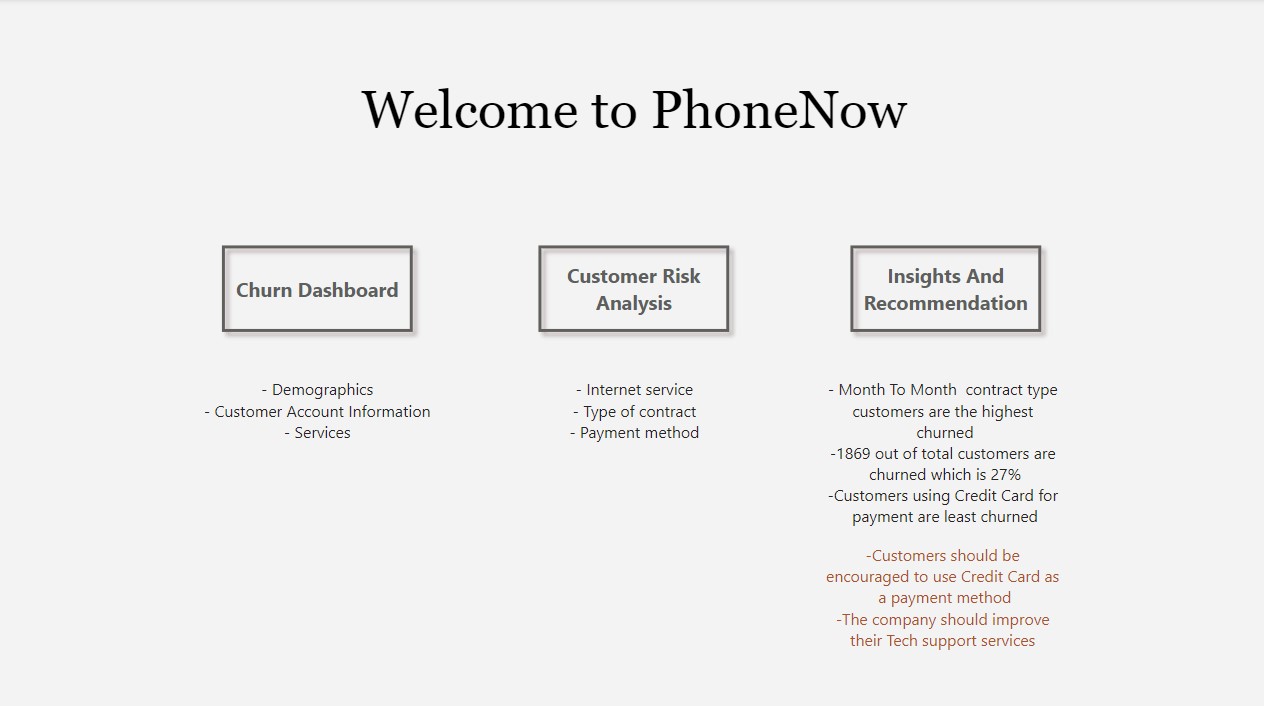 Welcome to PhoneNow
Churn Dashboard
- Demographics
- Customer Account Information
- Services
Customer Risk
Analysis
- Internet service
- Type of contract
- Payment method
Insights And
Recommendation
- Month To Month  contract type
customers are the highest
churned
-1869 out of total customers are
churned which is 27%
-Customers using Credit Card for
payment are least churned
-Customers should be
encouraged to use Credit Card as
a payment method
-The company should improve
their Tech support services